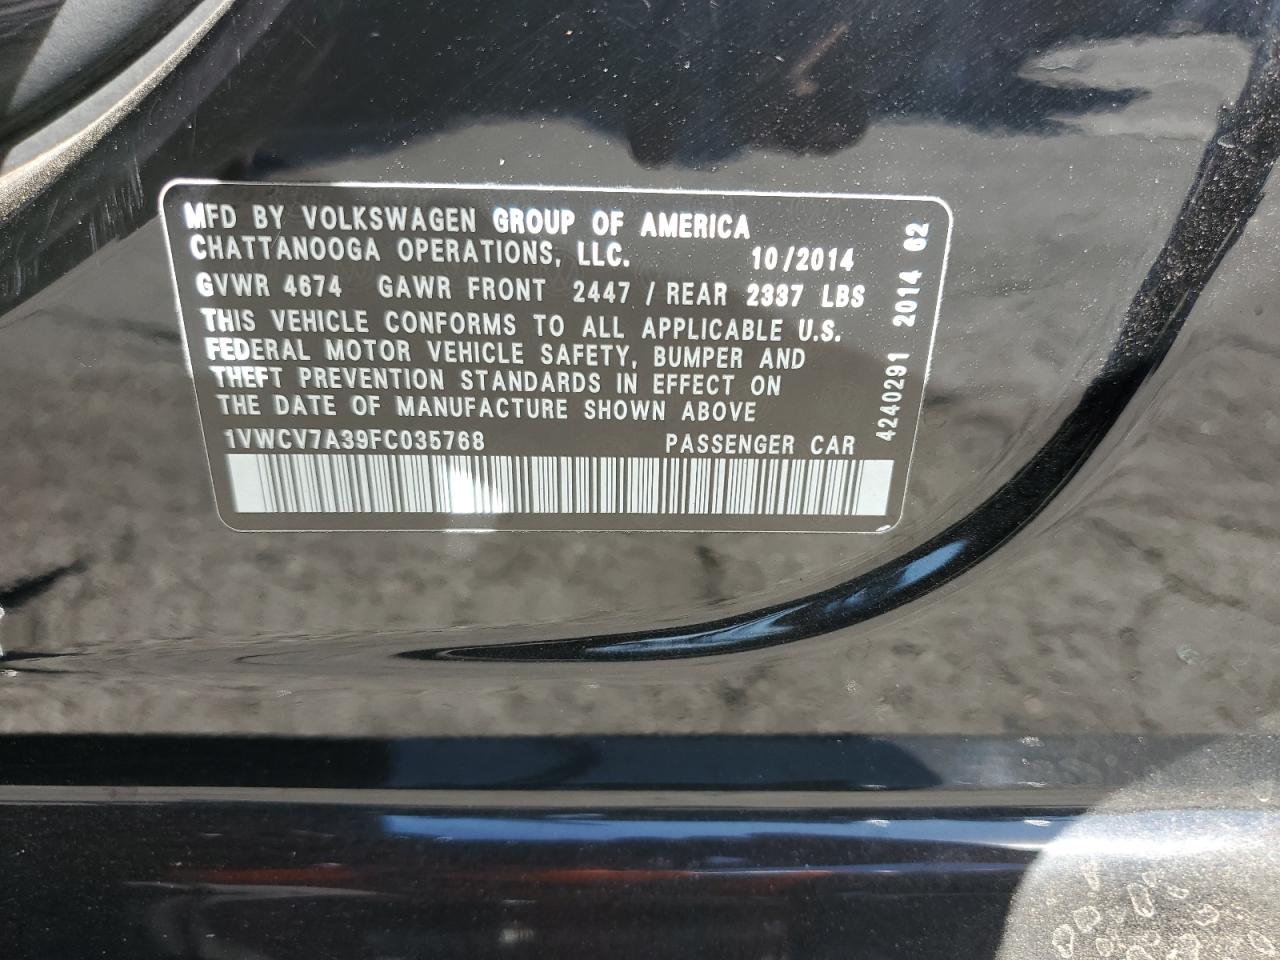 MFD BY VOLKSWAGEN GROUP OF AMERICA
CHATTANOOGA OPERATIONS, LLC. 10/2014
GVWR 4674 GAWR FRONT 2447 / REAR 2337 LBS
THIS VEHICLE CONFORMS TO ALL APPLICABLE U.S.
FEDERAL MOTOR VEHICLE SAFETY, BUMPER AND
THEFT PREVENTION STANDARDS IN EFFECT ON
THE DATE OF MANUFACTURE SHOWN ABOVE
1VWCV7A39FC035768 PASSENGER CAR
4240291 2014 62